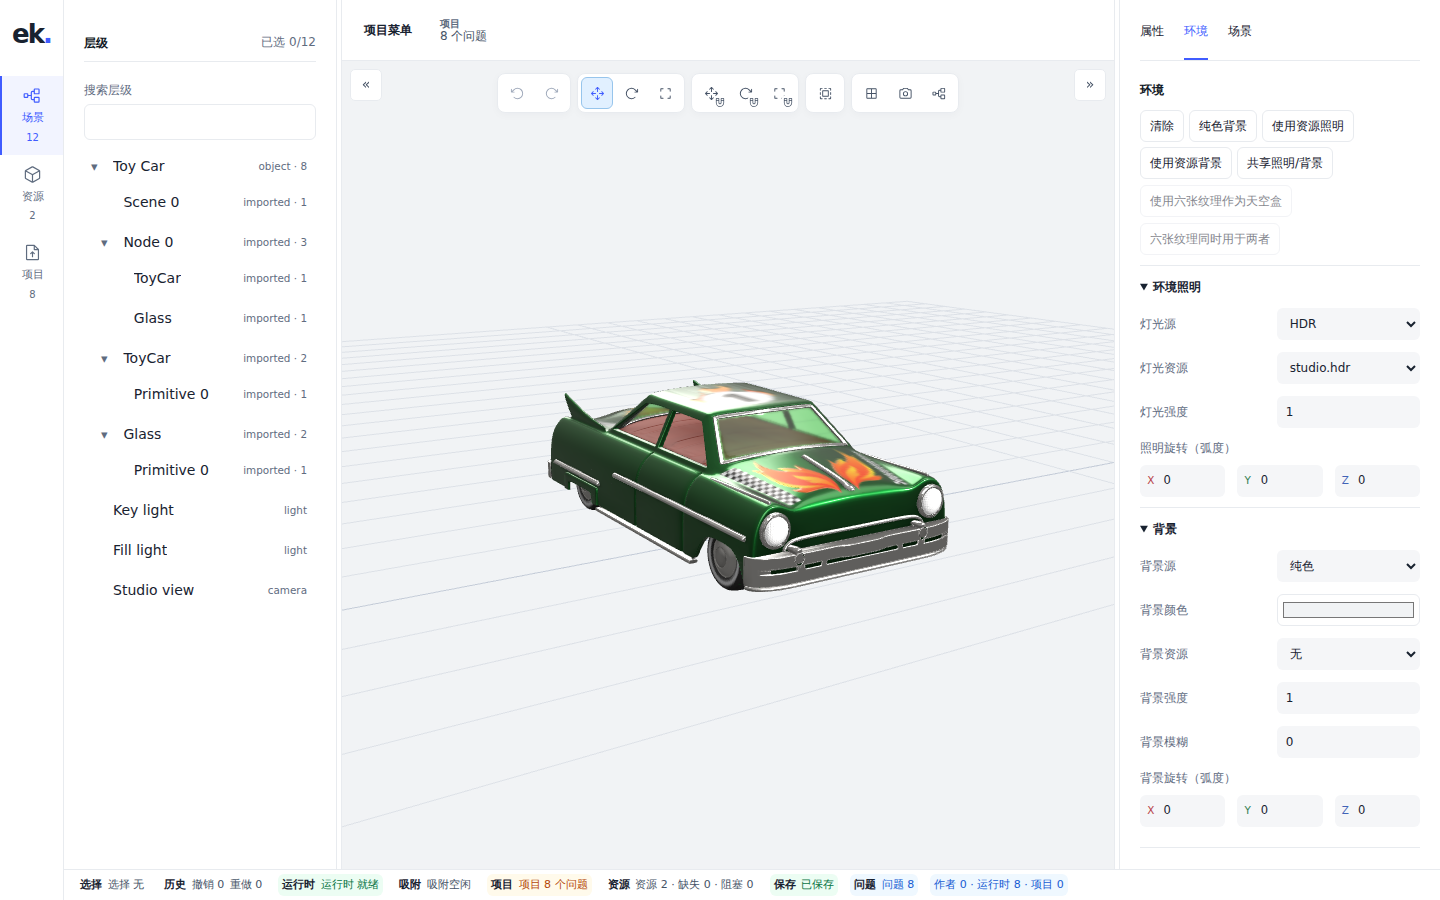 ek.
场景
12
资源
2
项目
8
层级
已选 0/12
搜索层级
▼ Toy Car object · 8
Scene 0 imported · 1
▼ Node 0 imported · 3
ToyCar imported · 1
Glass imported · 1
▼ ToyCar imported · 2
Primitive 0 imported · 1
▼ Glass imported · 2
Primitive 0 imported · 1
Key light light
Fill light light
Studio view camera
项目菜单
项目
8 个问题
«
»
属性 环境 场景
环境
清除 纯色背景 使用资源照明
使用资源背景 共享照明/背景
使用六张纹理作为天空盒
六张纹理同时用于两者
▼ 环境照明
灯光源 HDR
灯光资源 studio.hdr
灯光强度 1
照明旋转（弧度）
X 0 Y 0 Z 0
▼ 背景
背景源 纯色
背景颜色
背景资源 无
背景强度 1
背景模糊 0
背景旋转（弧度）
X 0 Y 0 Z 0
选择 选择 无 历史 撤销 0 重做 0 运行时 运行时 就绪 吸附 吸附空闲 项目 项目 8 个问题 资源 资源 2 · 缺失 0 · 阻塞 0 保存 已保存 问题 问题 8 作者 0 · 运行时 8 · 项目 0